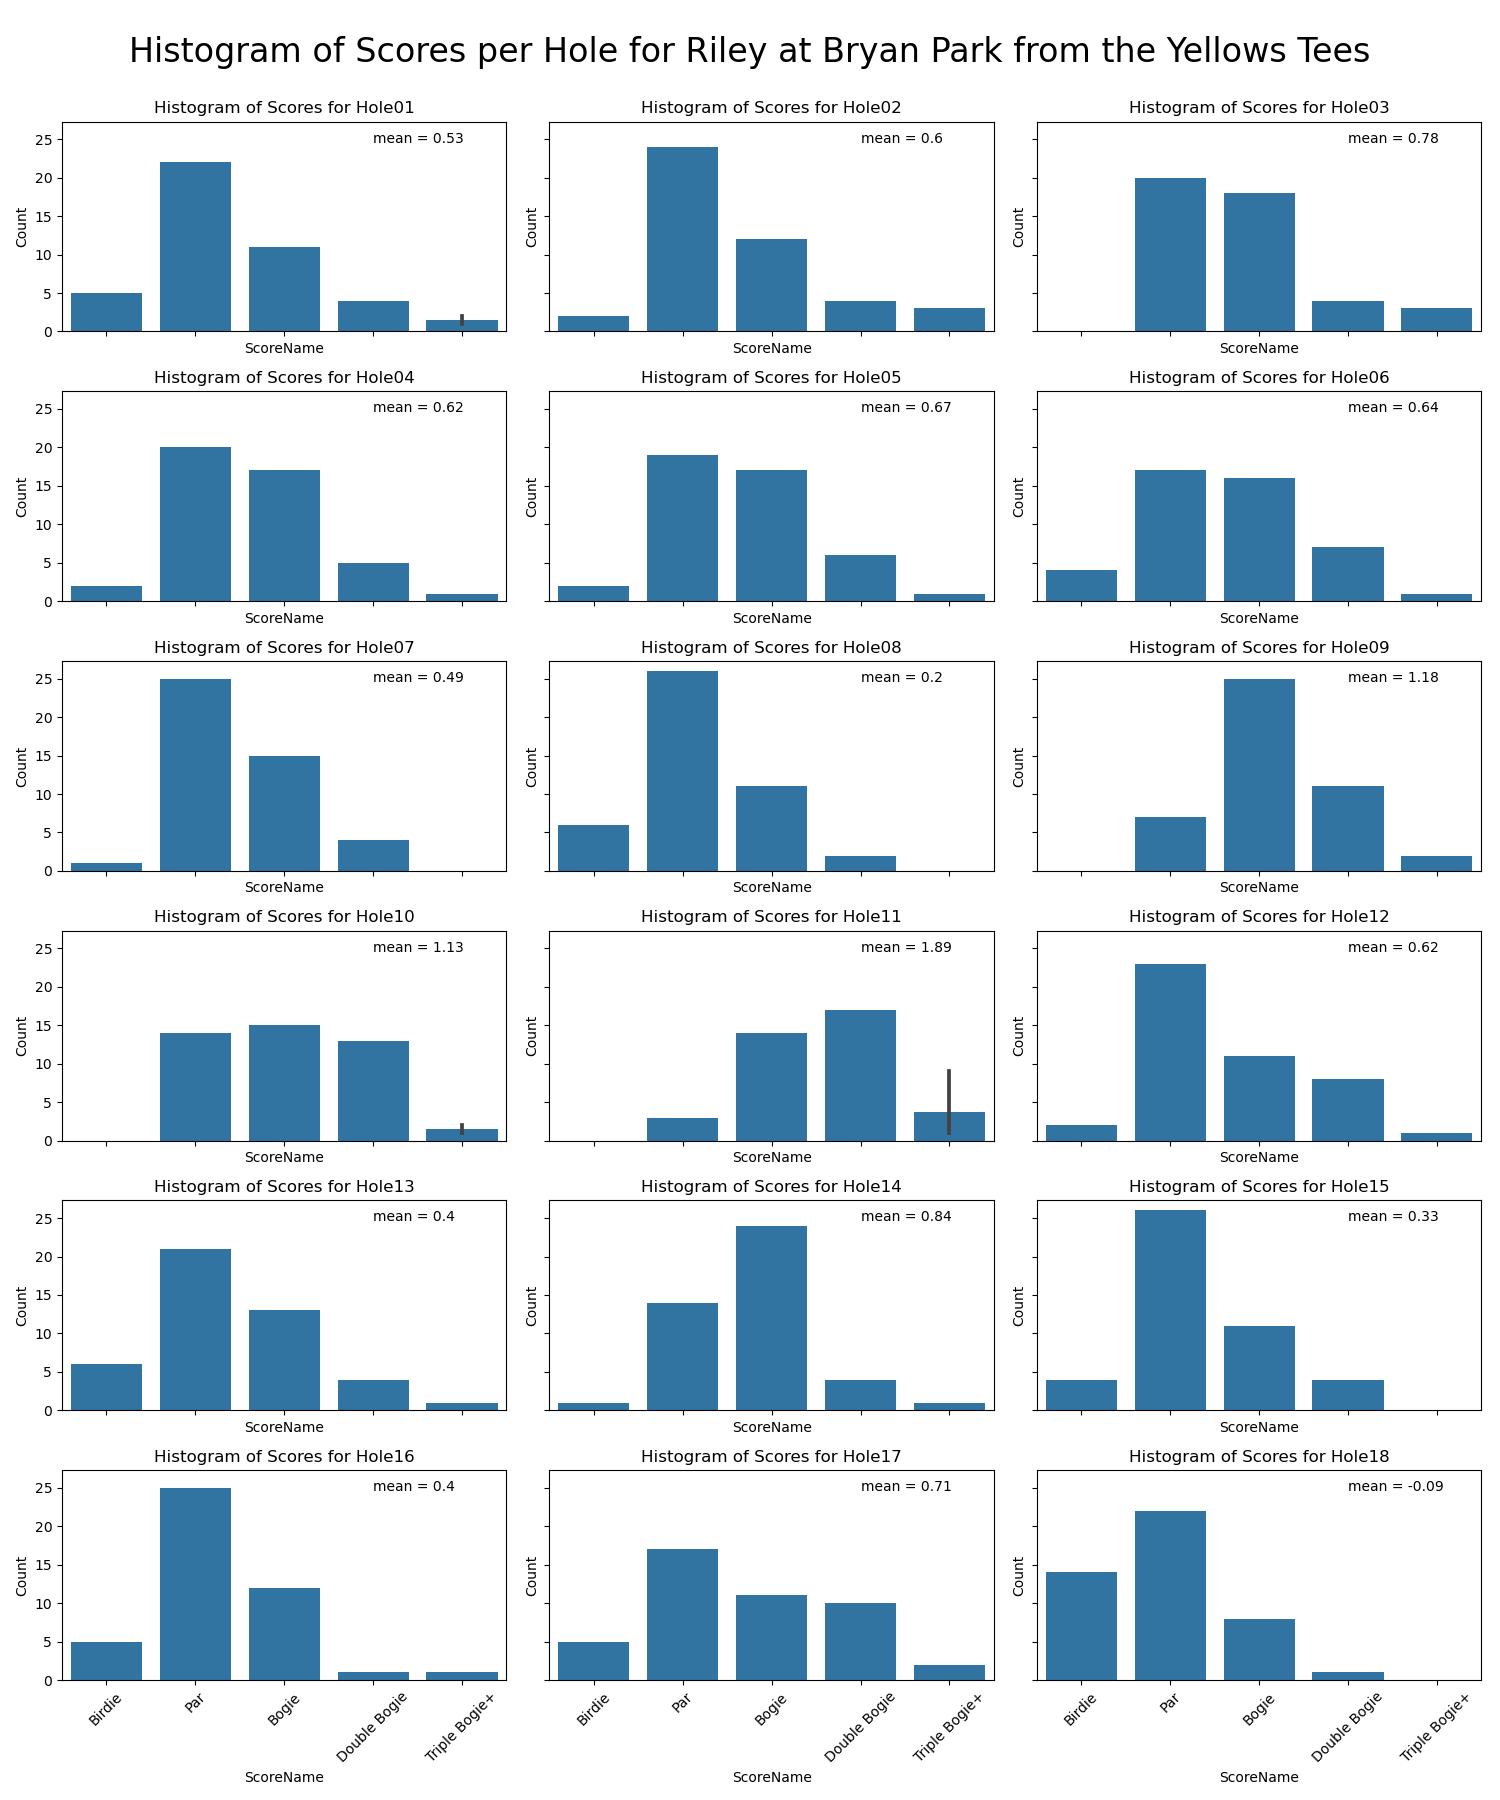 Histogram of Scores per Hole for Riley at Bryan Park from the Yellows Tees
Histogram of Scores for Hole01
mean = 0.53
25
20
15
10
5
0
Count
ScoreName
Histogram of Scores for Hole02
mean = 0.6
Count
ScoreName
Histogram of Scores for Hole03
mean = 0.78
Count
ScoreName
Histogram of Scores for Hole04
mean = 0.62
25
20
15
10
5
0
Count
ScoreName
Histogram of Scores for Hole05
mean = 0.67
Count
ScoreName
Histogram of Scores for Hole06
mean = 0.64
Count
ScoreName
Histogram of Scores for Hole07
mean = 0.49
25
20
15
10
5
0
Count
ScoreName
Histogram of Scores for Hole08
mean = 0.2
Count
ScoreName
Histogram of Scores for Hole09
mean = 1.18
Count
ScoreName
Histogram of Scores for Hole10
mean = 1.13
25
20
15
10
5
0
Count
ScoreName
Histogram of Scores for Hole11
mean = 1.89
Count
ScoreName
Histogram of Scores for Hole12
mean = 0.62
Count
ScoreName
Histogram of Scores for Hole13
mean = 0.4
25
20
15
10
5
0
Count
ScoreName
Histogram of Scores for Hole14
mean = 0.84
Count
ScoreName
Histogram of Scores for Hole15
mean = 0.33
Count
ScoreName
Histogram of Scores for Hole16
mean = 0.4
25
20
15
10
5
0
Count
Birdie
Par
Bogie
Double Bogie
Triple Bogie+
ScoreName
Histogram of Scores for Hole17
mean = 0.71
Count
Birdie
Par
Bogie
Double Bogie
Triple Bogie+
ScoreName
Histogram of Scores for Hole18
mean = -0.09
Count
Birdie
Par
Bogie
Double Bogie
Triple Bogie+
ScoreName